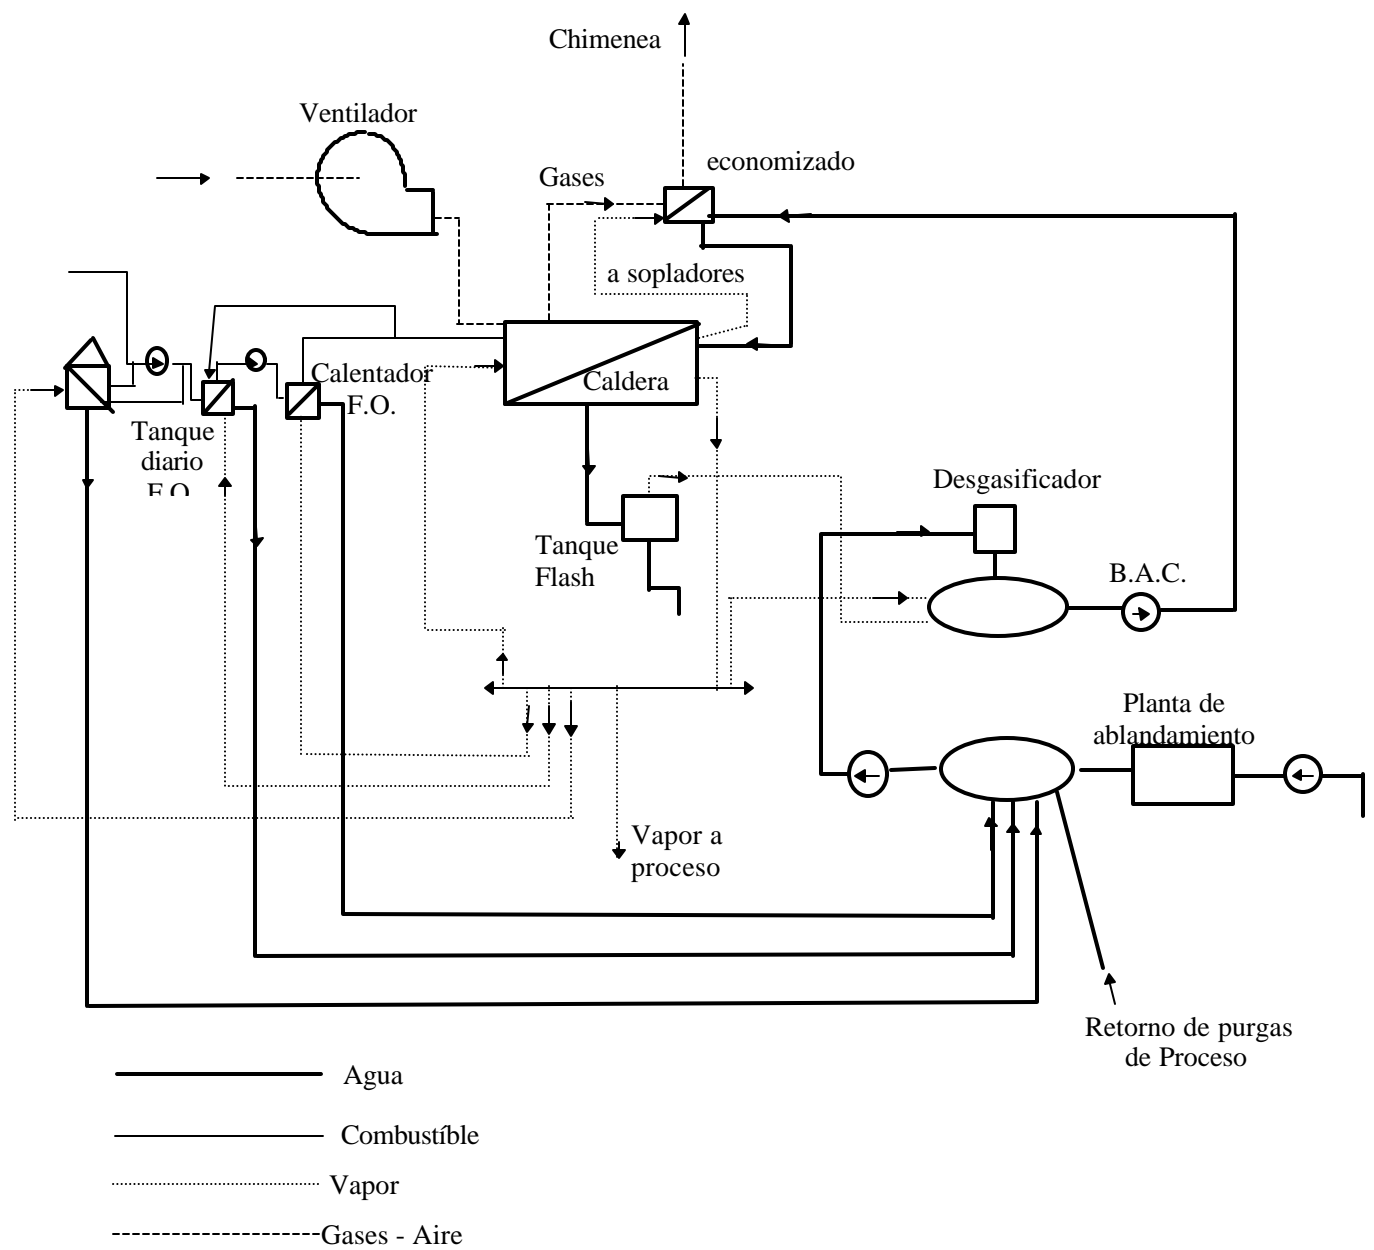 Chimenea
Ventilador
economizado
Gases
a sopladores
Calentador
F.O.
Caldera
Tanque
diario
F.O.
Desgasificador
Tanque
Flash
B.A.C.
Planta de
ablandamiento
Vapor a
proceso
Retorno de purgas
de Proceso
Agua
Combustíble
Vapor
Gases - Aire